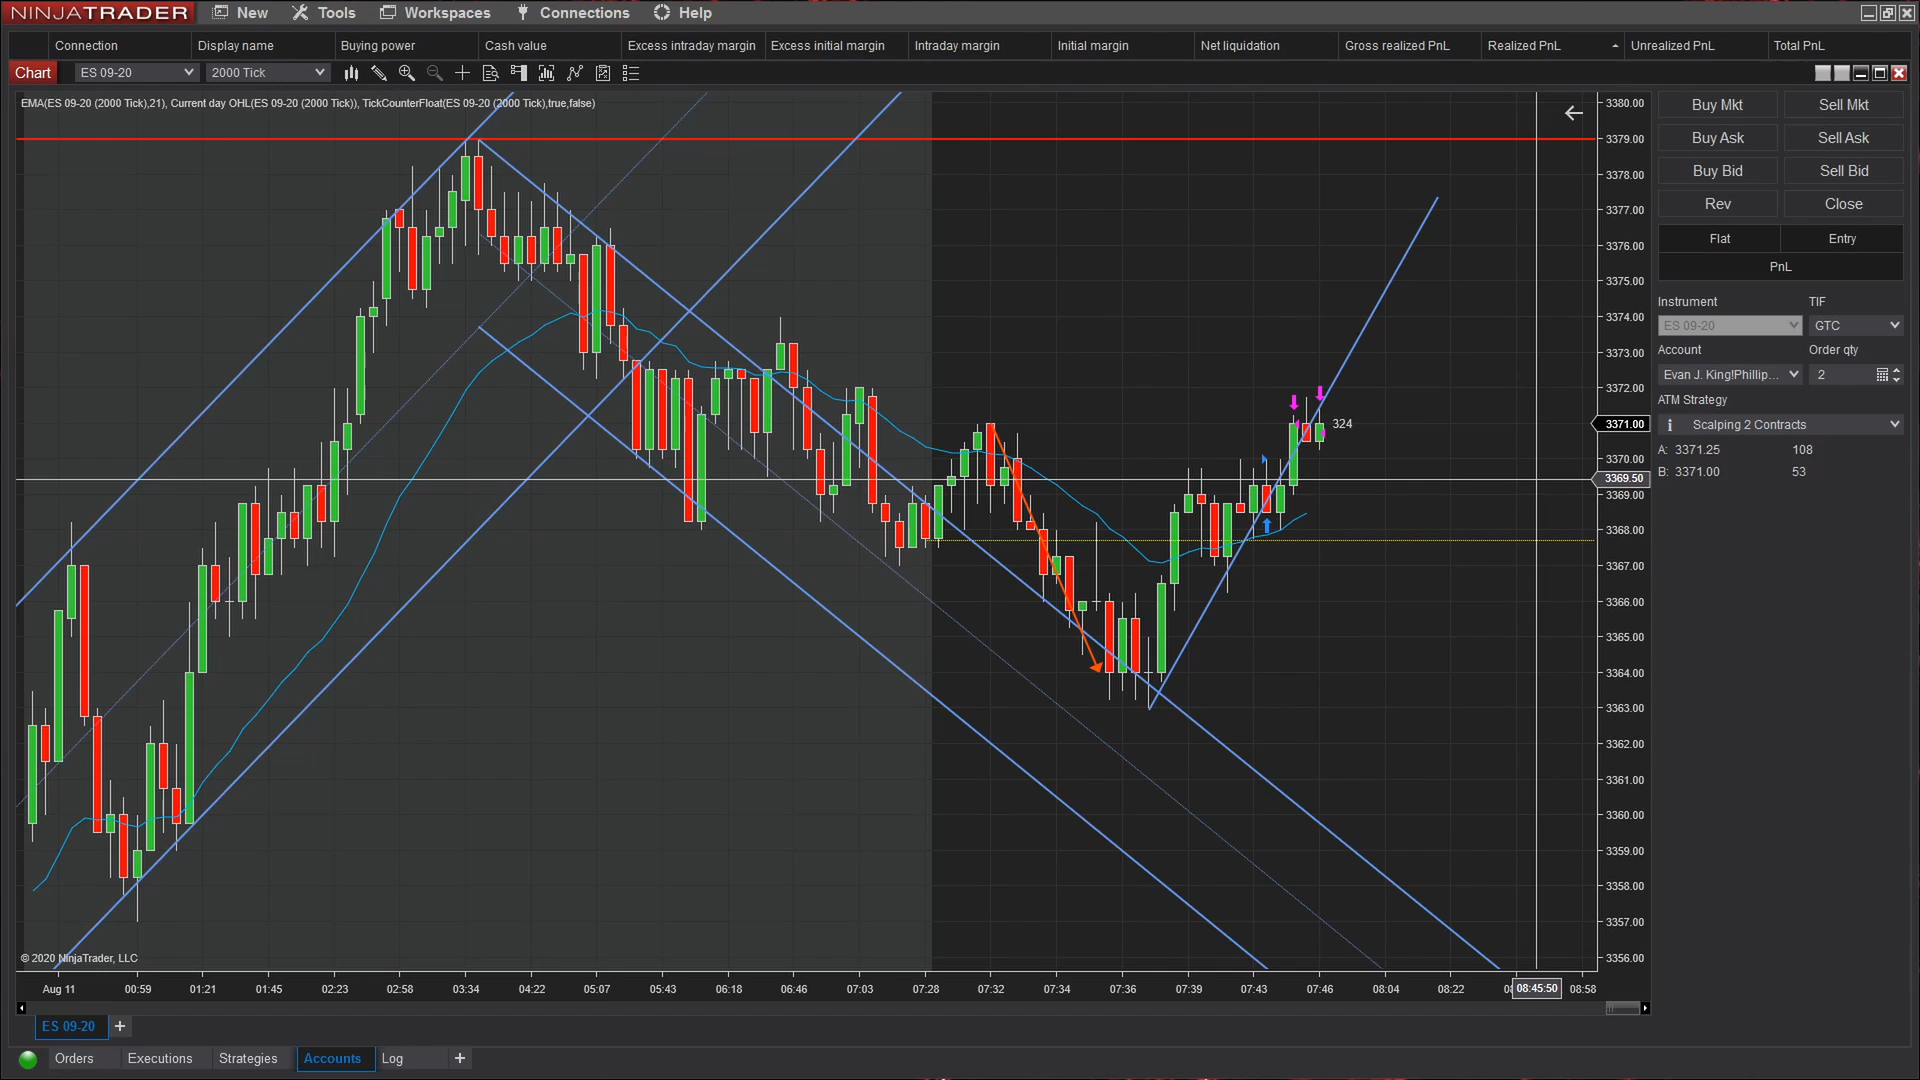 NINJATRADER New Tools Workspaces Connections Help
Connection Display name Buying power Cash value Excess intraday margin Excess initial margin Intraday margin Initial margin Net liquidation Gross realized PnL Realized PnL Unrealized PnL Total PnL
Chart ES 09-20 2000 Tick
EMA(ES 09-20 (2000 Tick),21), Current day OHL(ES 09-20 (2000 Tick)), TickCounterFloat(ES 09-20 (2000 Tick),true,false)
324
3380.00
3379.00
3378.00
3377.00
3376.00
3375.00
3374.00
3373.00
3372.00
3371.00
3370.00
3369.50
3369.00
3368.00
3367.00
3366.00
3365.00
3364.00
3363.00
3362.00
3361.00
3360.00
3359.00
3358.00
3357.00
3356.00
© 2020 NinjaTrader, LLC
Aug 11 00:59 01:21 01:45 02:23 02:58 03:34 04:22 05:07 05:43 06:18 06:46 07:03 07:28 07:32 07:34 07:36 07:39 07:43 07:46 08:04 08:22 08:45:50 08:58
Buy Mkt Sell Mkt
Buy Ask Sell Ask
Buy Bid Sell Bid
Rev Close
Flat Entry
PnL
Instrument TIF
ES 09-20 GTC
Account Order qty
Evan J. King!Phillip... 2
ATM Strategy
Scalping 2 Contracts
A: 3371.25 108
B: 3371.00 53
ES 09-20 +
Orders Executions Strategies Accounts Log +